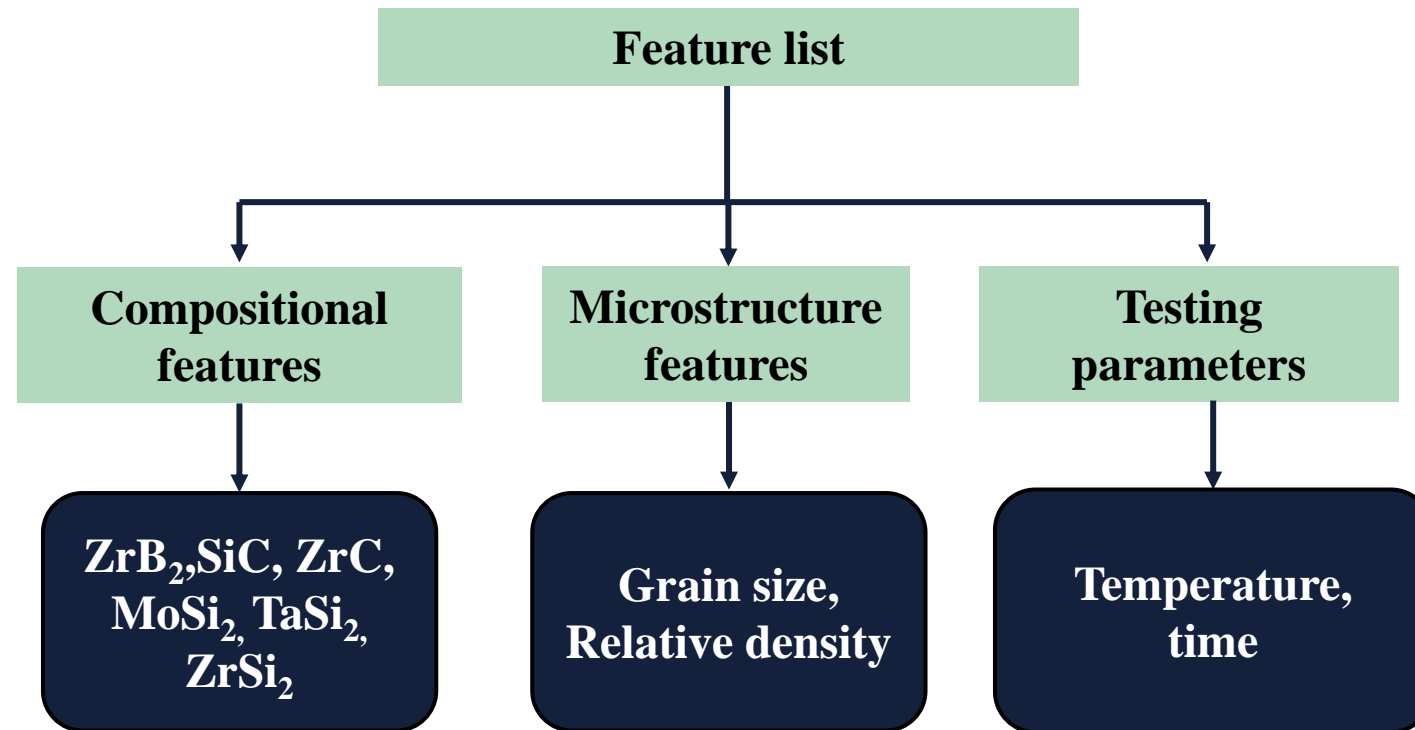 Feature list
Compositional
features
Microstructure
features
Testing
parameters
ZrB₂,SiC, ZrC,
MoSi₂, TaSi₂,
ZrSi₂
Grain size,
Relative density
Temperature,
time